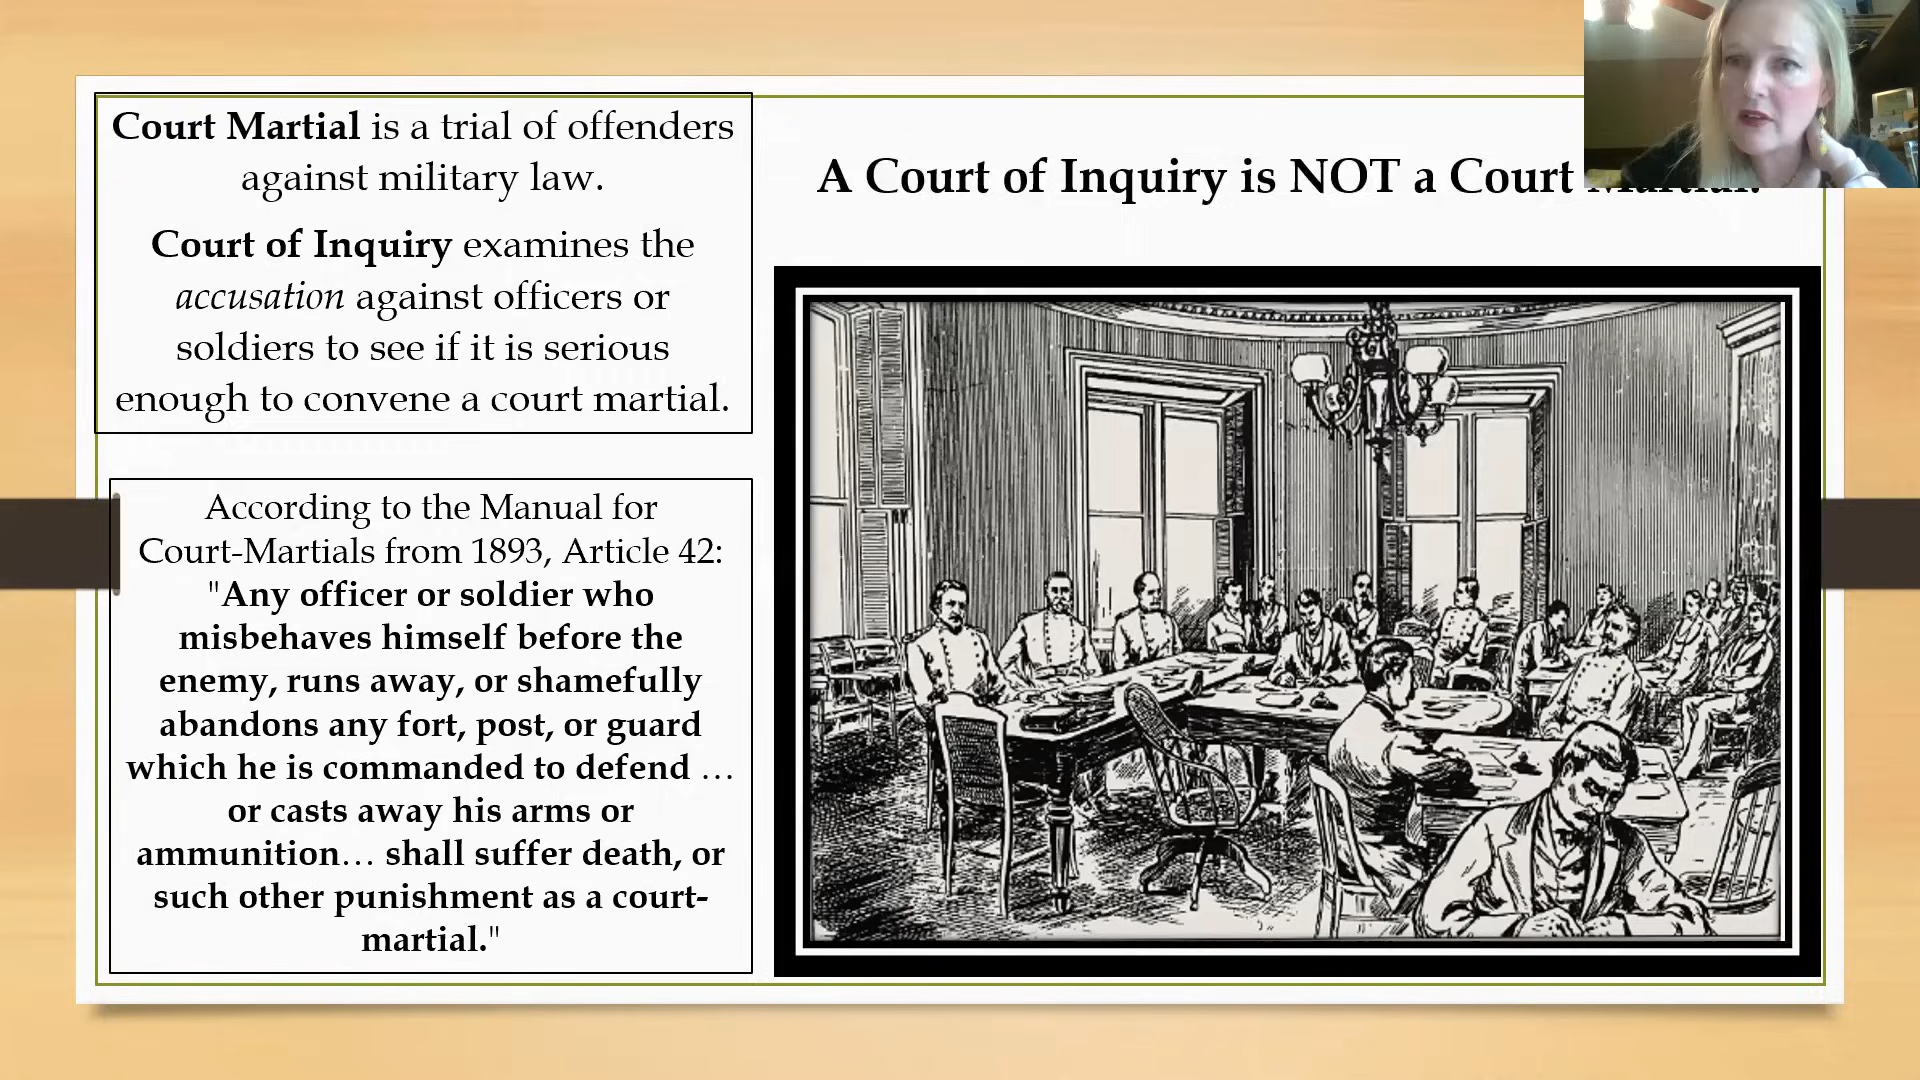 Court Martial is a trial of offenders
against military law.
Court of Inquiry examines the
accusation against officers or
soldiers to see if it is serious
enough to convene a court martial.
According to the Manual for
Court-Martials from 1893, Article 42:
"Any officer or soldier who
misbehaves himself before the
enemy, runs away, or shamefully
abandons any fort, post, or guard
which he is commanded to defend …
or casts away his arms or
ammunition… shall suffer death, or
such other punishment as a court-
martial."
A Court of Inquiry is NOT a Court